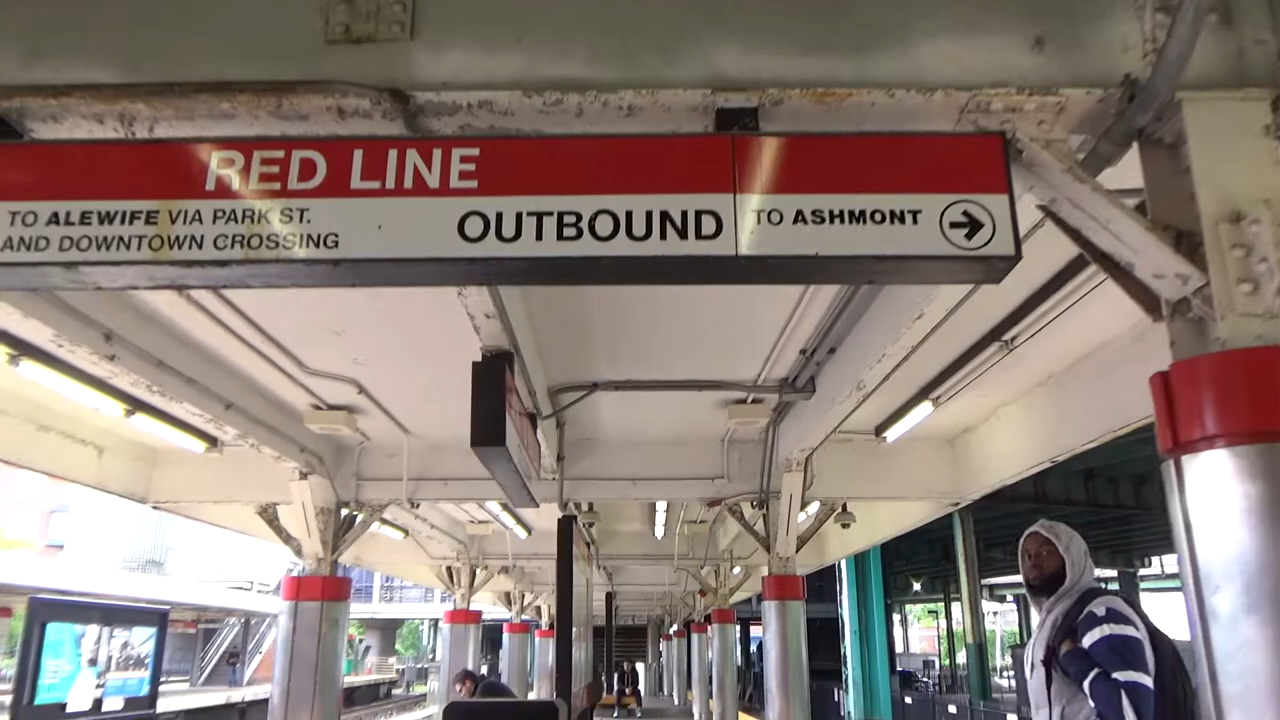 RED LINE
TO ALEWIFE VIA PARK ST.
AND DOWNTOWN CROSSING
OUTBOUND
TO ASHMONT